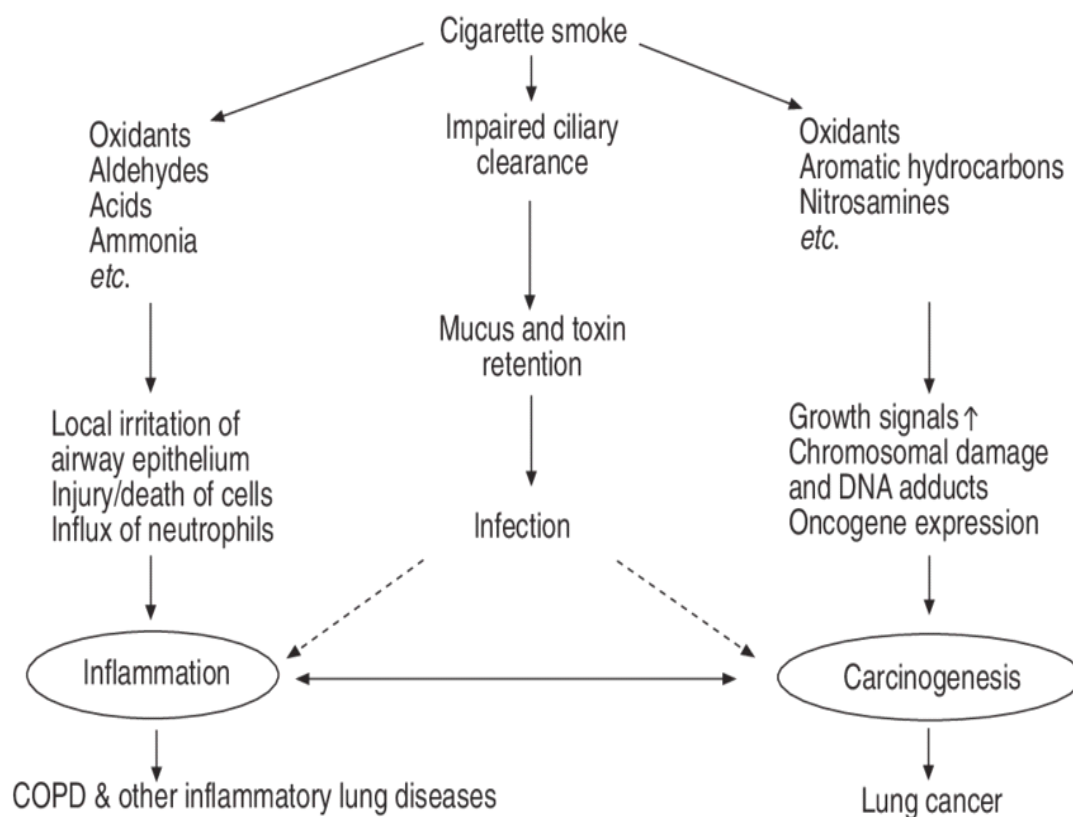 Cigarette smoke
Oxidants
Aldehydes
Acids
Ammonia
etc.
Impaired ciliary
clearance
Oxidants
Aromatic hydrocarbons
Nitrosamines
etc.
Mucus and toxin
retention
Local irritation of
airway epithelium
Injury/death of cells
Influx of neutrophils
Infection
Growth signals ↑
Chromosomal damage
and DNA adducts
Oncogene expression
Inflammation
Carcinogenesis
COPD & other inflammatory lung diseases
Lung cancer